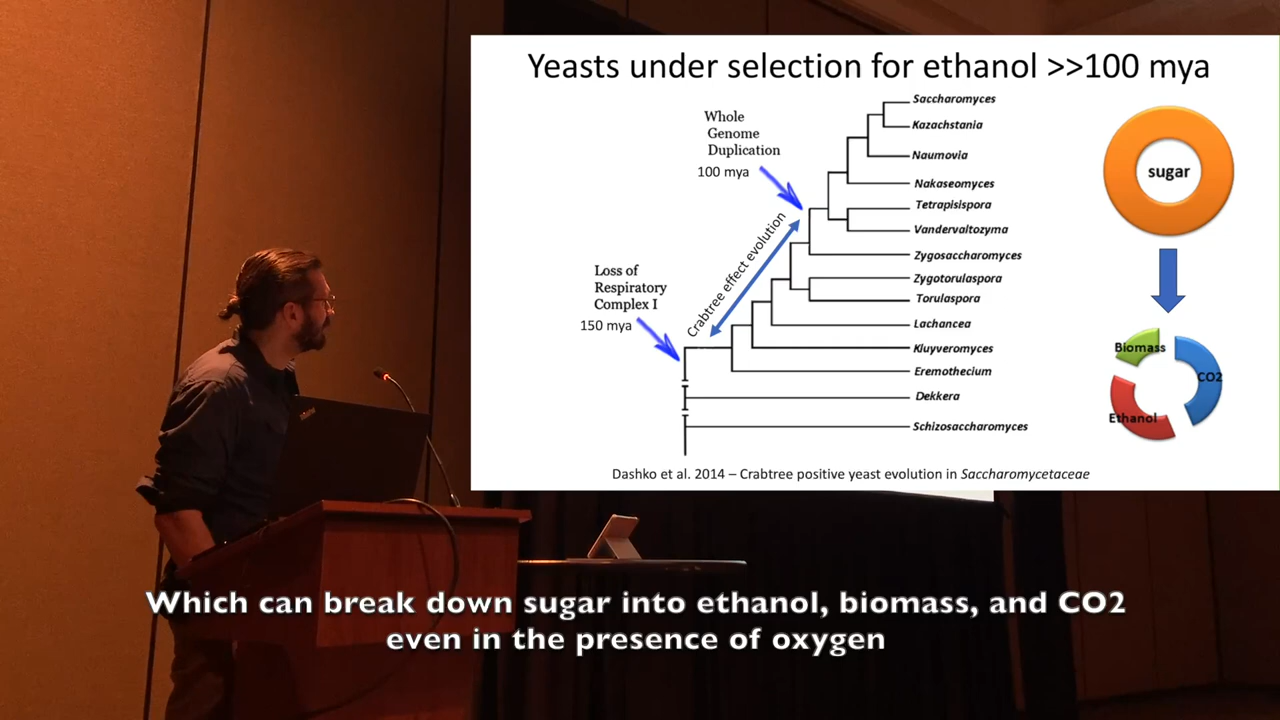 Yeasts under selection for ethanol >>100 mya
Whole
Genome
Duplication
100 mya
Loss of
Respiratory
Complex I
150 mya
Crabtree effect evolution
Saccharomyces
Kazachstania
Naumovia
Nakaseomyces
Tetrapisispora
Vandervaltozyma
Zygosaccharomyces
Zygotorulaspora
Torulaspora
Lachancea
Kluyveromyces
Eremothecium
Dekkera
Schizosaccharomyces
sugar
Biomass
CO2
Ethanol
Dashko et al. 2014 – Crabtree positive yeast evolution in Saccharomycetaceae
Which can break down sugar into ethanol, biomass, and CO2
even in the presence of oxygen